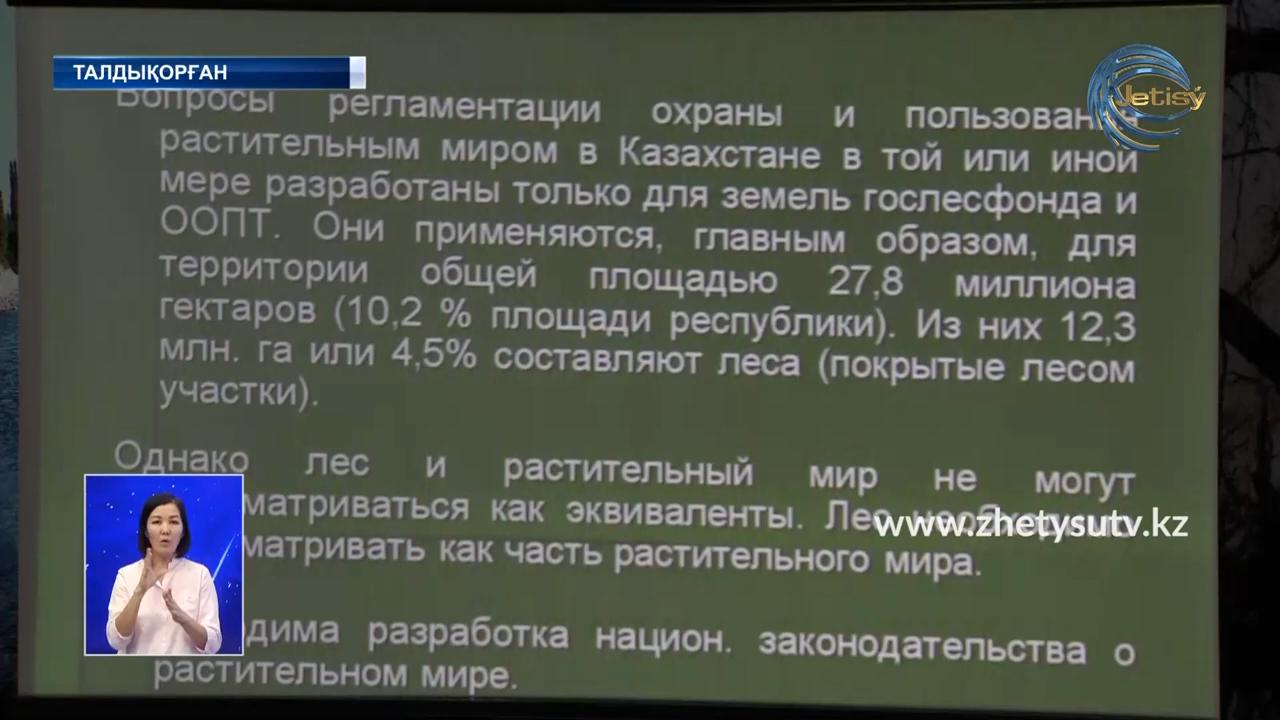 ТАЛДЫҚОРҒАН
Jetisý
Вопросы регламентации охраны и пользования
растительным миром в Казахстане в той или иной
мере разработаны только для земель гослесфонда и
ООПТ. Они применяются, главным образом, для
территории общей площадью 27,8 миллиона
гектаров (10,2 % площади республики). Из них 12,3
млн. га или 4,5% составляют леса (покрытые лесом
участки).
Однако лес и растительный мир не могут
матриваться как эквиваленты. Лес необходимо
www.zhetysutv.kz
матривать как часть растительного мира.
дима разработка национ. законодательства о
растительном мире.